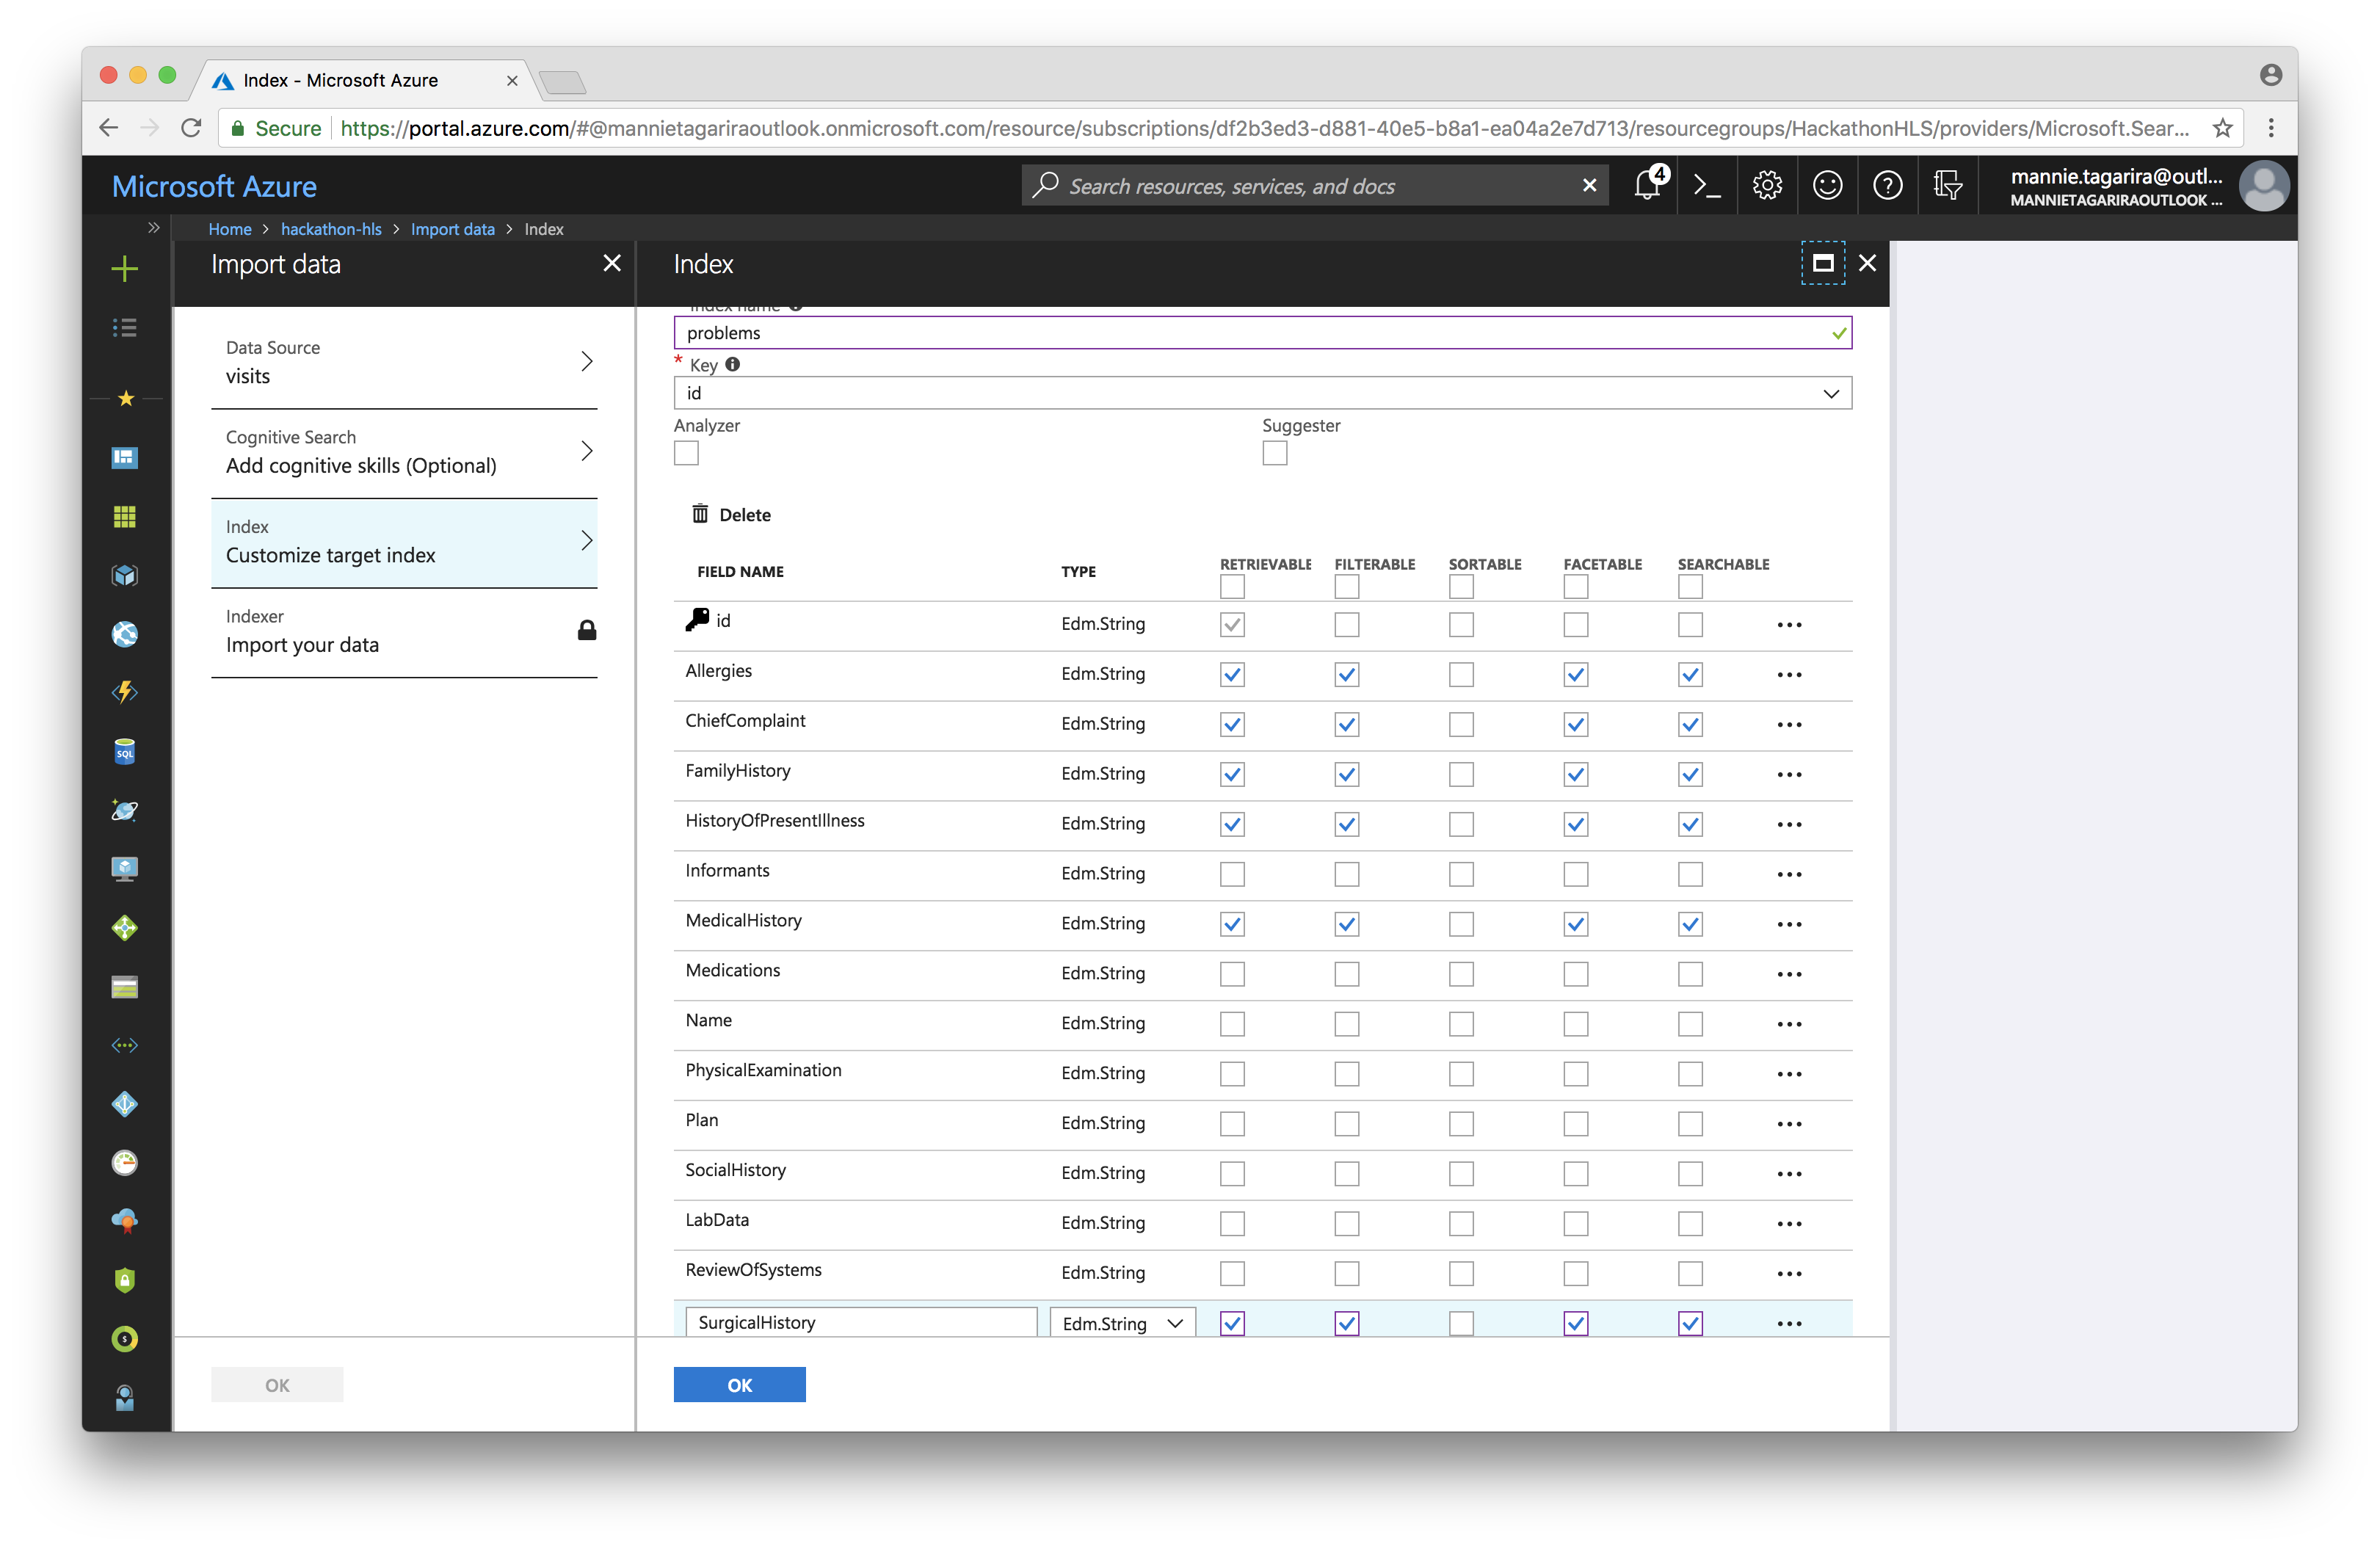 Index - Microsoft Azure
Secure https://portal.azure.com/#@mannietagariraoutlook.onmicrosoft.com/resource/subscriptions/df2b3ed3-d881-40e5-b8a1-ea04a2e7d713/resourcegroups/HackathonHLS/providers/Microsoft.Sear...
Microsoft Azure
Search resources, services, and docs
4
mannie.tagarira@outl...
MANNIETAGARIRAOUTLOOK ...
Home > hackathon-hls > Import data > Index
Import data
Data Source
visits
Cognitive Search
Add cognitive skills (Optional)
Index
Customize target index
Indexer
Import your data
OK
SQL
Index
Index name
problems
* Key
id
Analyzer
Suggester
Delete
FIELD NAME TYPE RETRIEVABLE FILTERABLE SORTABLE FACETABLE SEARCHABLE
id Edm.String
Allergies Edm.String
ChiefComplaint Edm.String
FamilyHistory Edm.String
HistoryOfPresentIllness Edm.String
Informants Edm.String
MedicalHistory Edm.String
Medications Edm.String
Name Edm.String
PhysicalExamination Edm.String
Plan Edm.String
SocialHistory Edm.String
LabData Edm.String
ReviewOfSystems Edm.String
SurgicalHistory Edm.String
OK